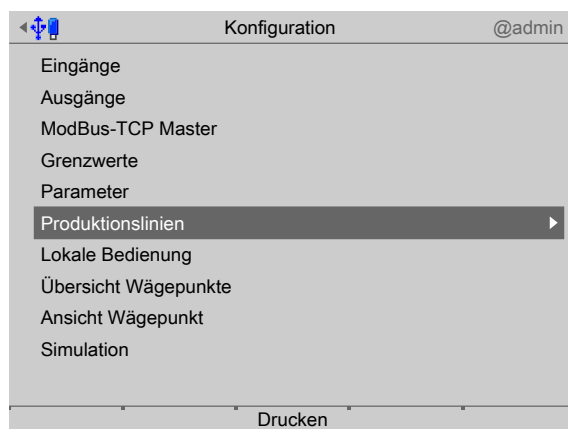 Konfiguration @admin
Eingänge
Ausgänge
ModBus-TCP Master
Grenzwerte
Parameter
Produktionslinien
Lokale Bedienung
Übersicht Wägepunkte
Ansicht Wägepunkt
Simulation
Drucken